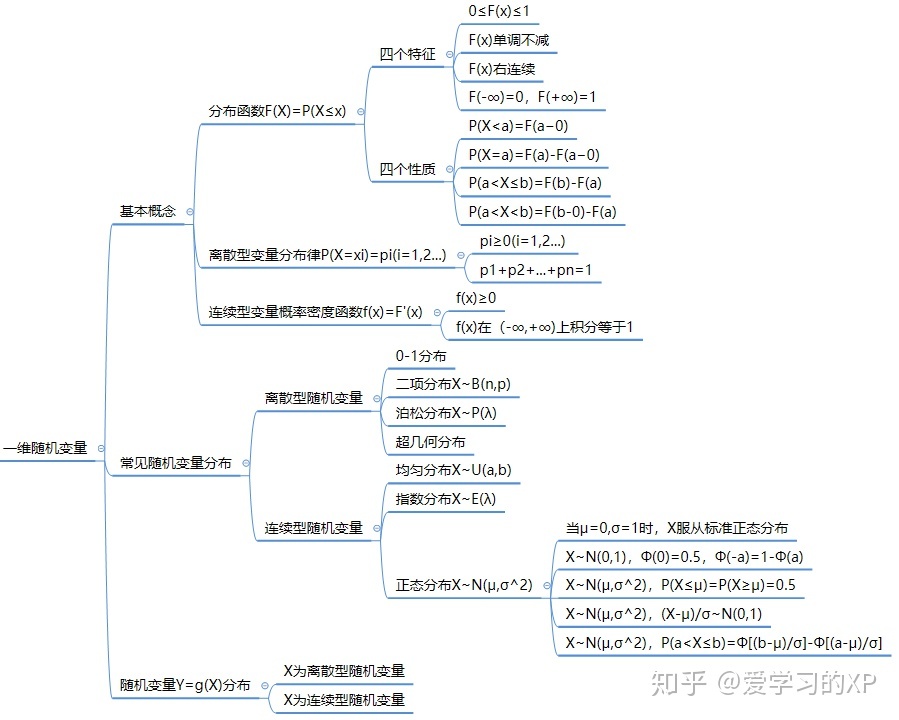 一维随机变量
基本概念
分布函数F(X)=P(X≤x)
四个特征
0≤F(x)≤1
F(x)单调不减
F(x)右连续
F(-∞)=0，F(+∞)=1
四个性质
P(X<a)=F(a−0)
P(X=a)=F(a)-F(a−0)
P(a<X≤b)=F(b)-F(a)
P(a<X<b)=F(b-0)-F(a)
离散型变量分布律P(X=xi)=pi(i=1,2...)
pi≥0(i=1,2...)
p1+p2+...+pn=1
连续型变量概率密度函数f(x)=F'(x)
f(x)≥0
f(x)在（-∞,+∞)上积分等于1
常见随机变量分布
离散型随机变量
0-1分布
二项分布X~B(n,p)
泊松分布X~P(λ)
超几何分布
连续型随机变量
均匀分布X~U(a,b)
指数分布X~E(λ)
正态分布X~N(μ,σ^2)
当μ=0,σ=1时，X服从标准正态分布
X~N(0,1)，Φ(0)=0.5，Φ(-a)=1-Φ(a)
X~N(μ,σ^2)，P(X≤μ)=P(X≥μ)=0.5
X~N(μ,σ^2)，(X-μ)/σ~N(0,1)
X~N(μ,σ^2)，P(a<X≤b)=Φ[(b-μ)/σ]-Φ[(a-μ)/σ]
随机变量Y=g(X)分布
X为离散型随机变量
X为连续型随机变量
知乎 @爱学习的XP